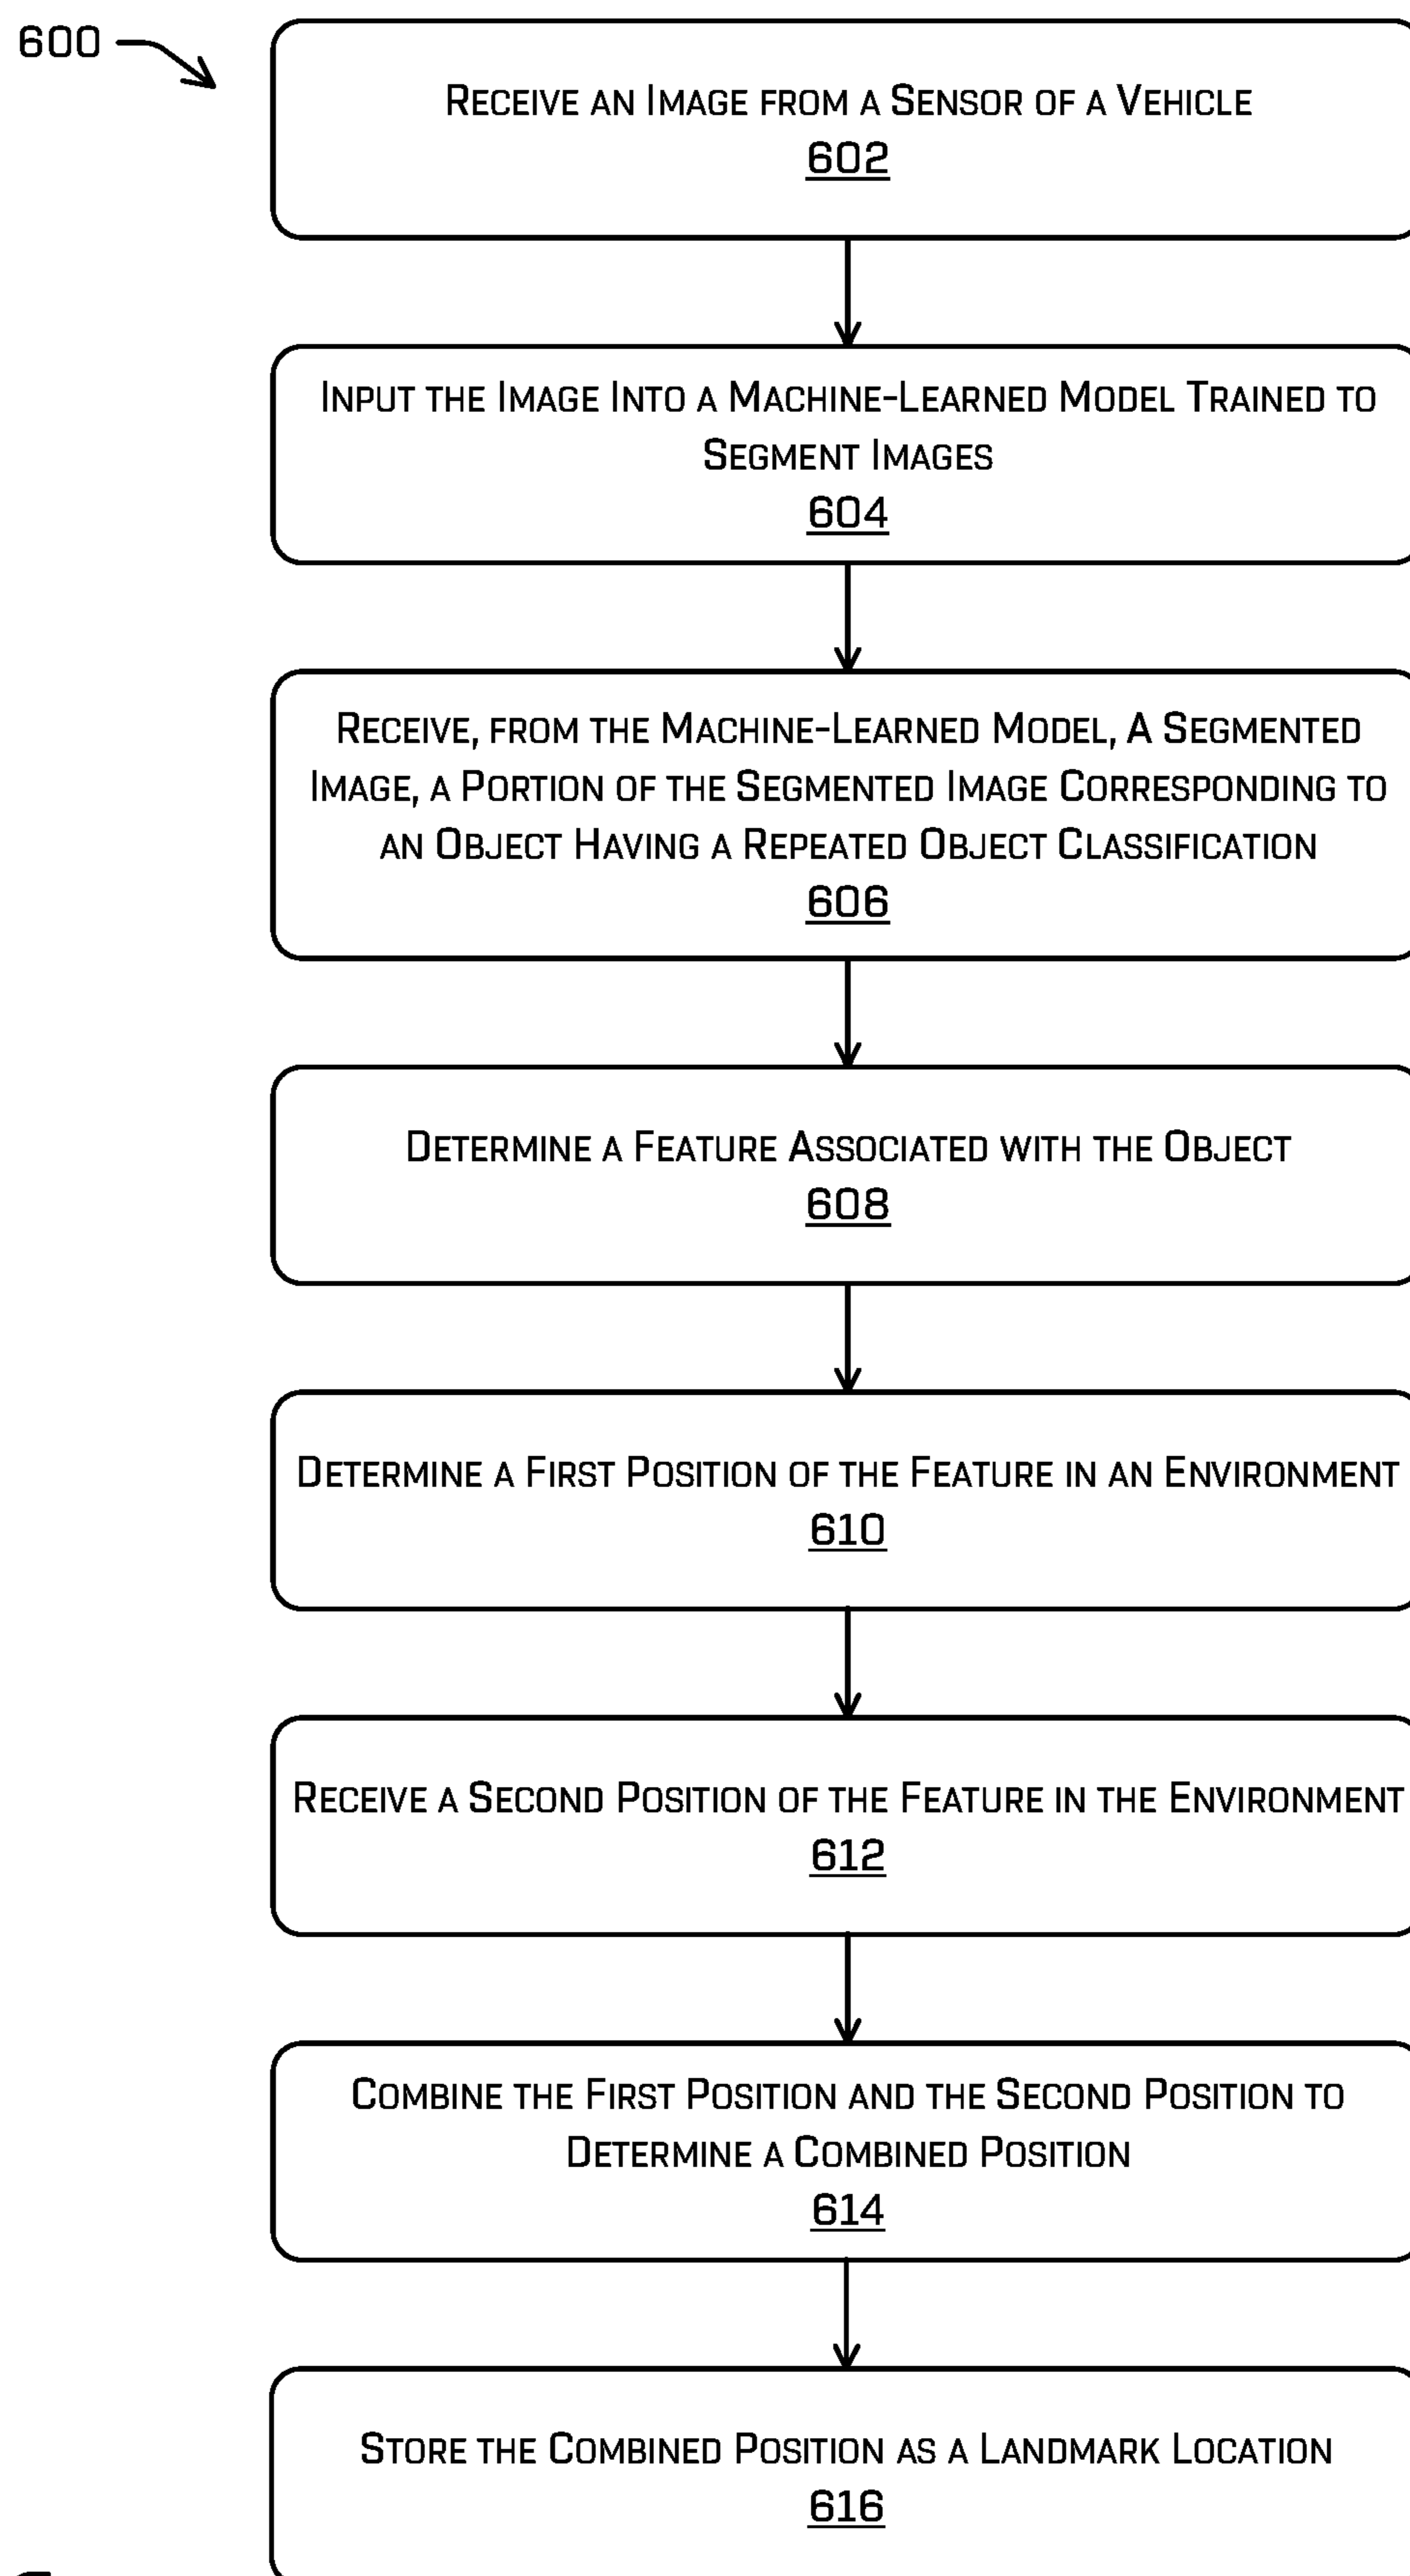 600
RECEIVE AN IMAGE FROM A SENSOR OF A VEHICLE
602
INPUT THE IMAGE INTO A MACHINE-LEARNED MODEL TRAINED TO
SEGMENT IMAGES
604
RECEIVE, FROM THE MACHINE-LEARNED MODEL, A SEGMENTED
IMAGE, A PORTION OF THE SEGMENTED IMAGE CORRESPONDING TO
AN OBJECT HAVING A REPEATED OBJECT CLASSIFICATION
606
DETERMINE A FEATURE ASSOCIATED WITH THE OBJECT
608
DETERMINE A FIRST POSITION OF THE FEATURE IN AN ENVIRONMENT
610
RECEIVE A SECOND POSITION OF THE FEATURE IN THE ENVIRONMENT
612
COMBINE THE FIRST POSITION AND THE SECOND POSITION TO
DETERMINE A COMBINED POSITION
614
STORE THE COMBINED POSITION AS A LANDMARK LOCATION
616